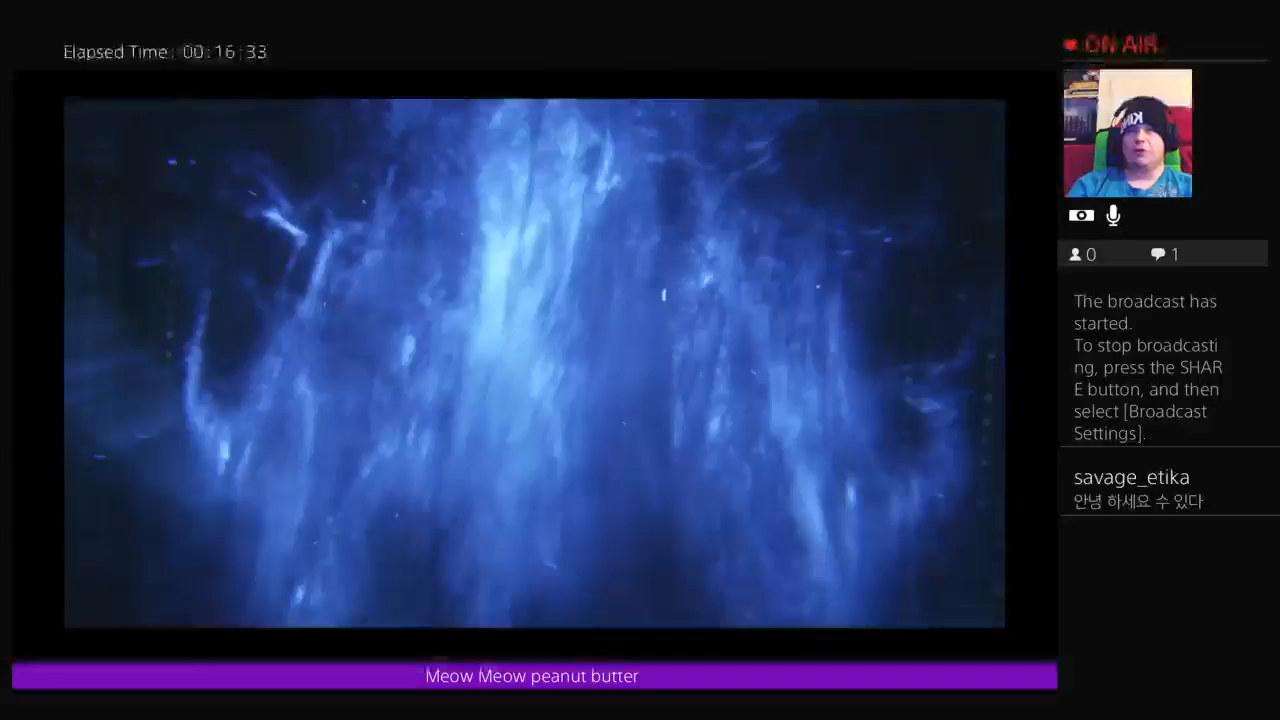 Elapsed Time: 00:16:33
ON AIR
0
1
The broadcast has
started.
To stop broadcasti
ng, press the SHAR
E button, and then
select [Broadcast
Settings].
savage_etika
안녕 하세요 수 있다
Meow Meow peanut butter